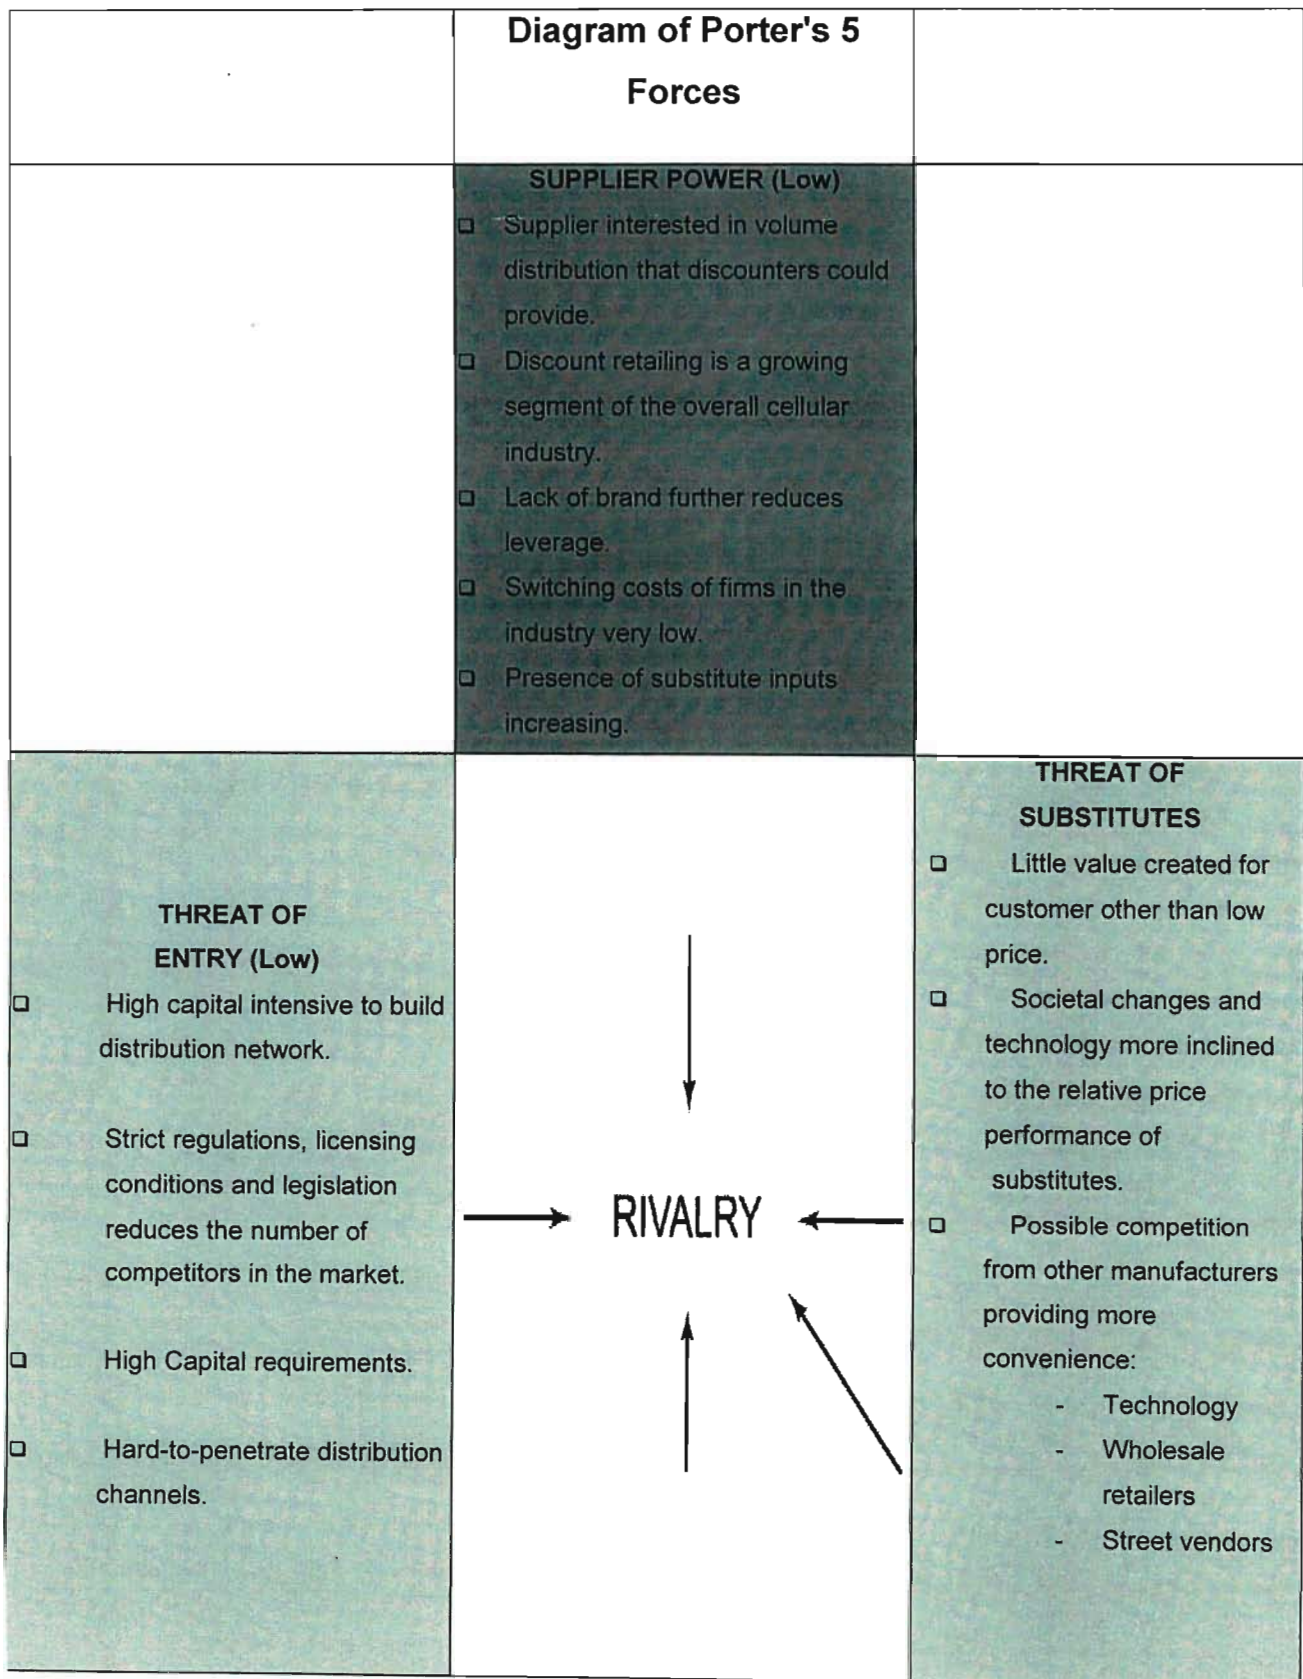 Diagram of Porter's 5
Forces
SUPPLIER POWER (Low)
❑ Supplier interested in volume
distribution that discounters could
provide.
❑ Discount retailing is a growing
segment of the overall cellular
industry.
❑ Lack of brand further reduces
leverage.
❑ Switching costs of firms in the
industry very low.
❑ Presence of substitute inputs
increasing.
THREAT OF
ENTRY (Low)
❑ High capital intensive to build
distribution network.
❑ Strict regulations, licensing
conditions and legislation
reduces the number of
competitors in the market.
❑ High Capital requirements.
❑ Hard-to-penetrate distribution
channels.
RIVALRY
THREAT OF
SUBSTITUTES
❑ Little value created for
customer other than low
price.
❑ Societal changes and
technology more inclined
to the relative price
performance of
substitutes.
❑ Possible competition
from other manufacturers
providing more
convenience:
- Technology
- Wholesale
retailers
- Street vendors